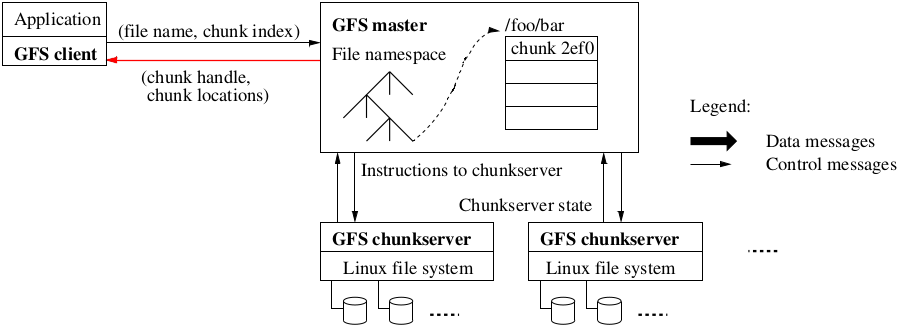 Application
GFS client
(file name, chunk index)
(chunk handle,
chunk locations)
GFS master
File namespace
/foo/bar
chunk 2ef0
Legend:
Data messages
Control messages
Instructions to chunkserver
Chunkserver state
GFS chunkserver
Linux file system
GFS chunkserver
Linux file system